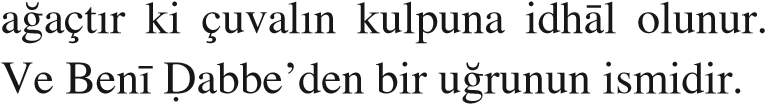 ağaçtır ki çuvalın kulpuna idhāl olunur.
Ve Benī Ḍabbe’den bir uğrunun ismidir.